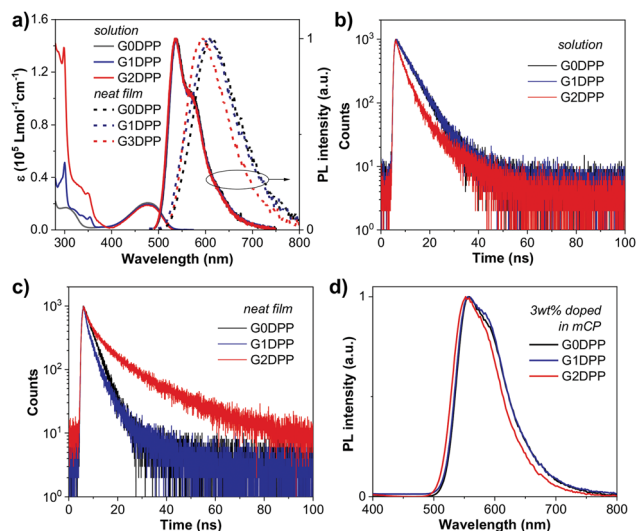 a)
solution
G0DPP
G1DPP
G2DPP
neat film
G0DPP
G1DPP
G3DPP
ε (10⁵ Lmol⁻¹cm⁻¹)
1.6
1.4
1.2
1.0
0.8
0.6
0.4
0.2
0.0
300 400 500 600 700 800
Wavelength (nm)
1
0
PL intensity (a.u.)
b)
solution
G0DPP
G1DPP
G2DPP
Counts
10³
10²
10¹
10⁰
0 20 40 60 80 100
Time (ns)
c)
neat film
G0DPP
G1DPP
G2DPP
Counts
10³
10²
10¹
10⁰
0 20 40 60 80 100
Time (ns)
d)
3wt% doped
in mCP
G0DPP
G1DPP
G2DPP
PL intensity (a.u.)
1
0
400 500 600 700 800
Wavelength (nm)